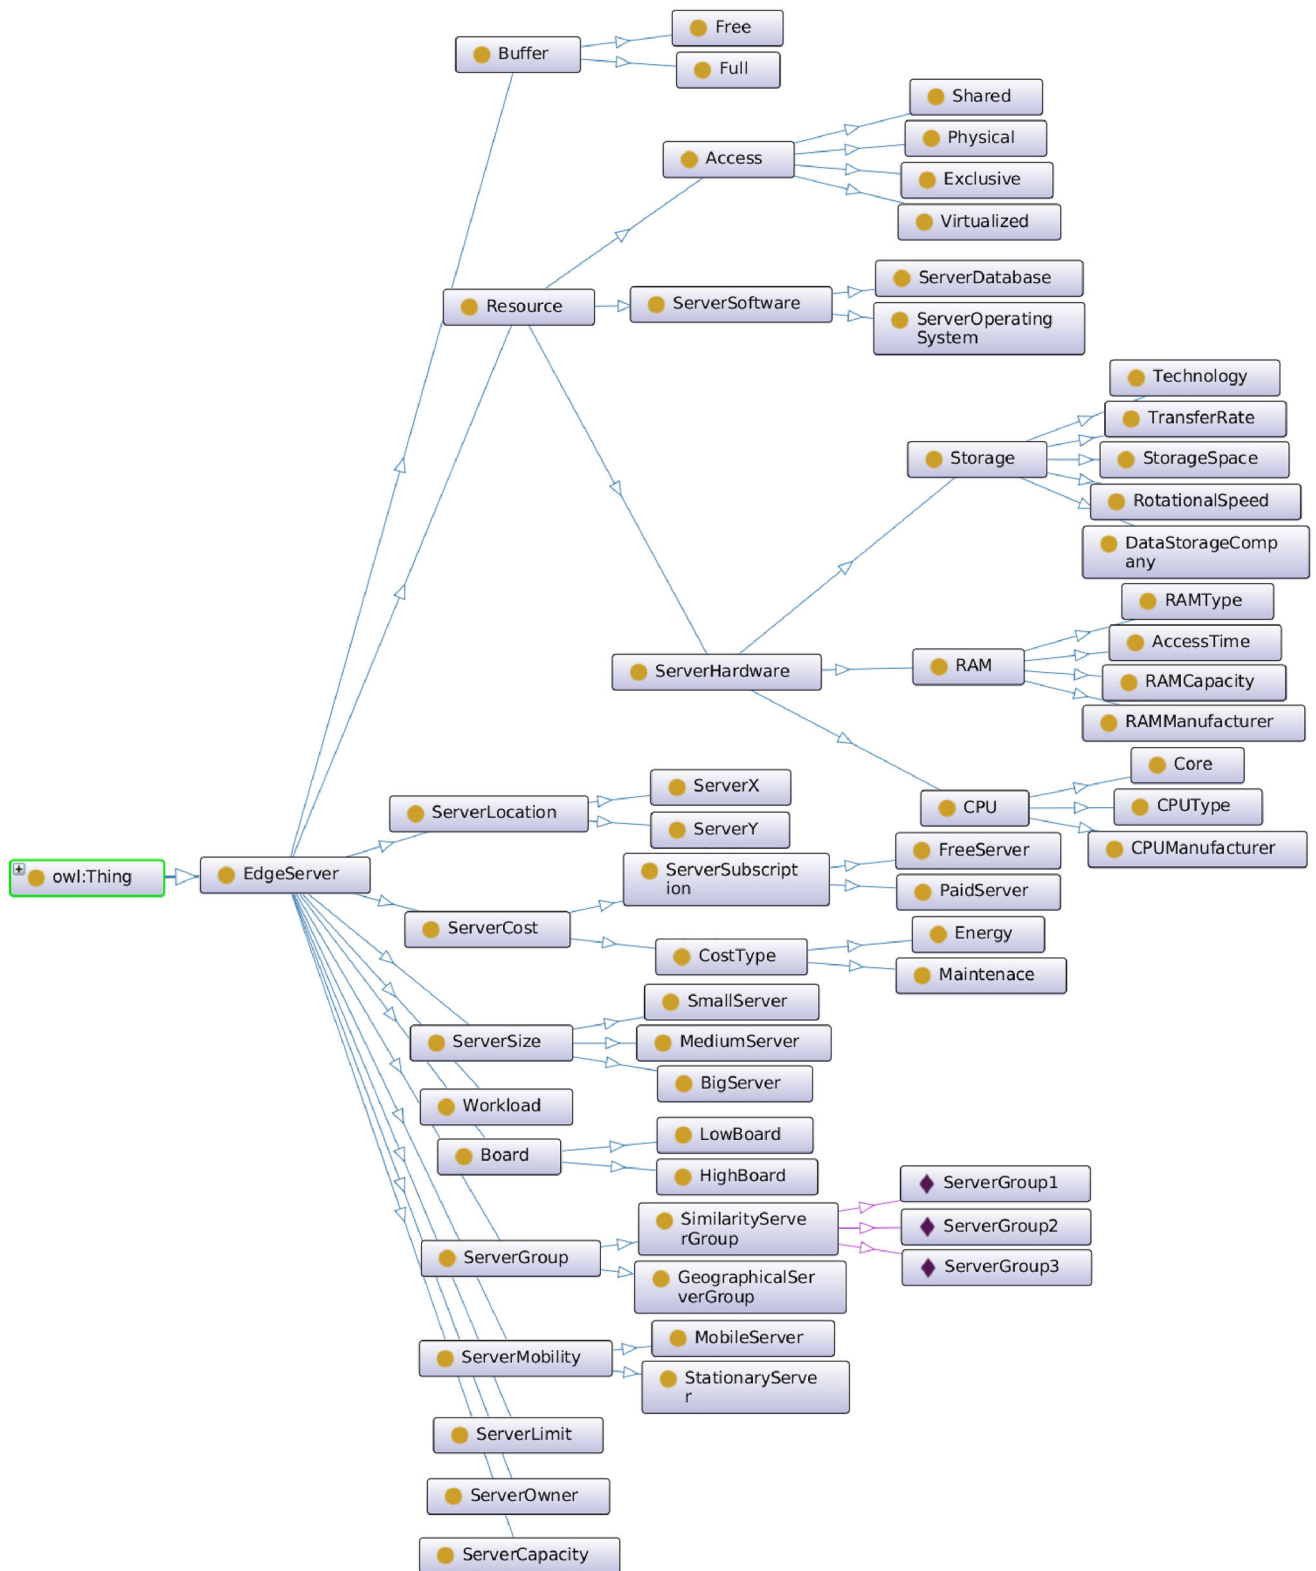 Free
Buffer
Full
Shared
Physical
Access
Exclusive
Virtualized
ServerDatabase
Resource
ServerSoftware
ServerOperating
System
Technology
TransferRate
Storage
StorageSpace
RotationalSpeed
DataStorageComp
any
RAMType
AccessTime
ServerHardware
RAM
RAMCapacity
RAMManufacturer
Core
ServerX
CPU
CPUType
ServerLocation
ServerY
CPUManufacturer
FreeServer
owl:Thing
EdgeServer
ServerSubscript
ion
PaidServer
ServerCost
Energy
CostType
Maintenace
SmallServer
ServerSize
MediumServer
BigServer
Workload
LowBoard
Board
HighBoard
ServerGroup1
SimilarityServe
rGroup
ServerGroup2
ServerGroup
ServerGroup3
GeographicalSer
verGroup
MobileServer
ServerMobility
StationaryServe
r
ServerLimit
ServerOwner
ServerCapacity